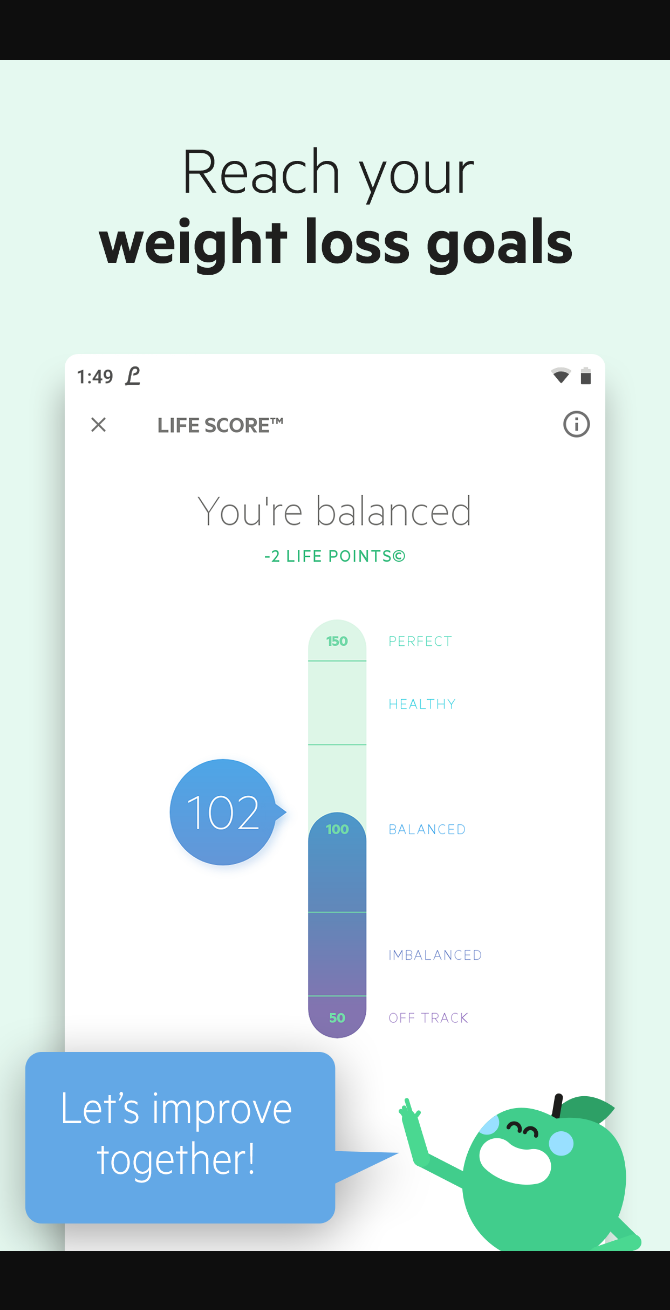 Reach your
weight loss goals
1:49
LIFE SCORE™
You're balanced
-2 LIFE POINTS©
150 PERFECT
HEALTHY
102
100 BALANCED
IMBALANCED
50 OFF TRACK
Let’s improve
together!